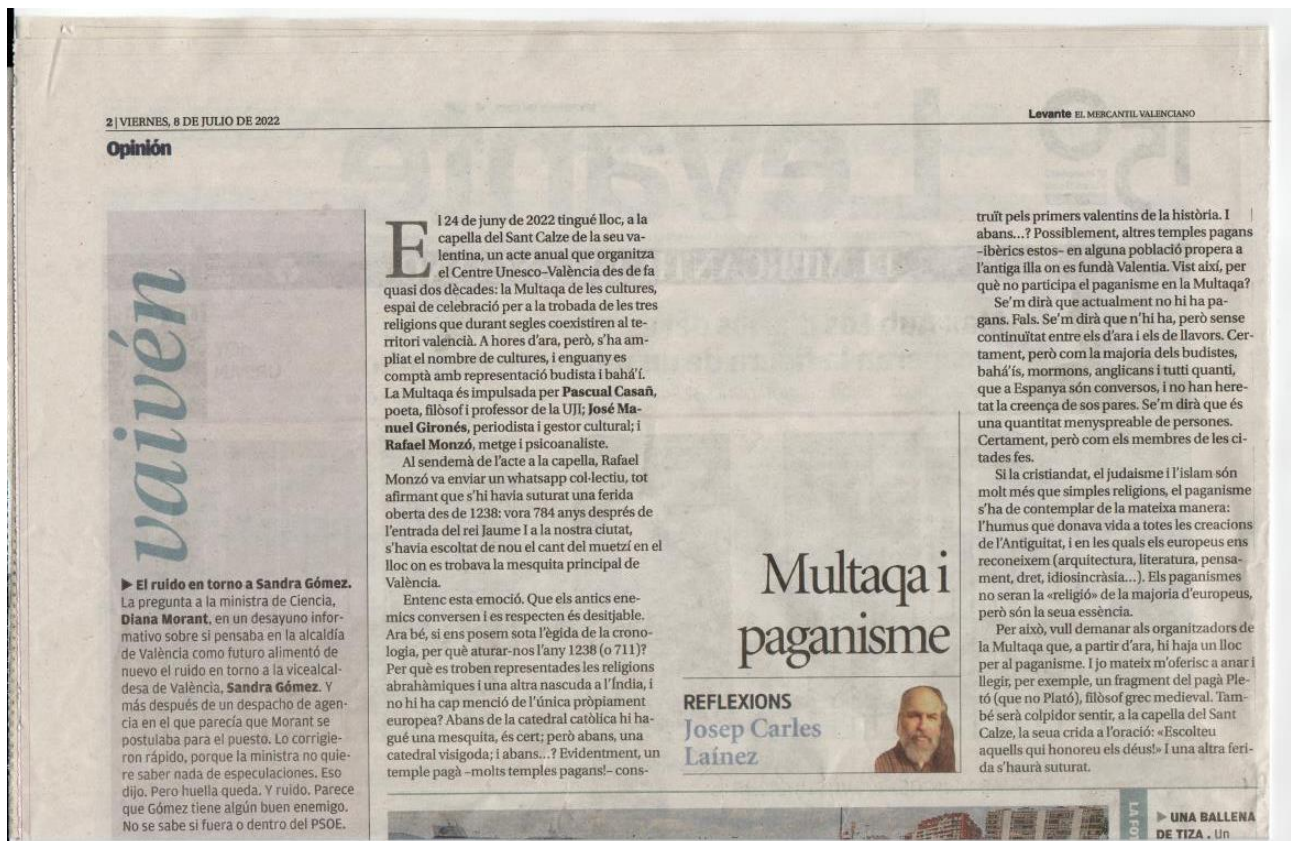 2 | VIERNES, 8 DE JULIO DE 2022
Levante EL MERCANTIL VALENCIANO
Opinión
vaivén
▶ El ruido en torno a Sandra Gómez.
La pregunta a la ministra de Ciencia,
Diana Morant, en un desayuno infor-
mativo sobre si pensaba en la alcaldía
de València como futuro alimentó de
nuevo el ruido en torno a la vicealcal-
desa de València, Sandra Gómez. Y
más después de un despacho de agen-
cia en el que parecía que Morant se
postulaba para el puesto. Lo corrigie-
ron rápido, porque la ministra no quie-
re saber nada de especulaciones. Eso
dijo. Pero huella queda. Y ruido. Parece
que Gómez tiene algún buen enemigo.
No se sabe si fuera o dentro del PSOE.
El 24 de juny de 2022 tingué lloc, a la
capella del Sant Calze de la seu va-
lentina, un acte anual que organitza
el Centre Unesco–València des de fa
quasi dos dècades: la Multaqa de les cultures,
espai de celebració per a la trobada de les tres
religions que durant segles coexistiren al te-
rritori valencià. A hores d'ara, però, s'ha am-
pliat el nombre de cultures, i enguany es
comptà amb representació budista i bahá'í.
La Multaqa és impulsada per Pascual Casañ,
poeta, filòsof i professor de la UJI; José Ma-
nuel Gironés, periodista i gestor cultural; i
Rafael Monzó, metge i psicoanaliste.
Al sendemà de l'acte a la capella, Rafael
Monzó va enviar un whatsapp col·lectiu, tot
afirmant que s'hi havia suturat una ferida
oberta des de 1238: vora 784 anys després de
l'entrada del rei Jaume I a la nostra ciutat,
s'havia escoltat de nou el cant del muetzí en el
lloc on es trobava la mesquita principal de
València.
Entenc esta emoció. Que els antics ene-
mics conversen i es respecten és desitjable.
Ara bé, si ens posem sota l'ègida de la crono-
logia, per què aturar-nos l'any 1238 (o 711)?
Per què es troben representades les religions
abrahàmiques i una altra nascuda a l'Índia, i
no hi ha cap menció de l'única pròpiament
europea? Abans de la catedral catòlica hi ha-
gué una mesquita, és cert; però abans, una
catedral visigoda; i abans...? Evidentment, un
temple pagà –molts temples pagans!– cons-
Multaqa i
paganisme
REFLEXIONS
Josep Carles
Laínez
truït pels primers valentins de la història. I
abans...? Possiblement, altres temples pagans
–ibèrics estos– en alguna població propera a
l'antiga illa on es fundà Valentia. Vist així, per
què no participa el paganisme en la Multaqa?
Se'm dirà que actualment no hi ha pa-
gans. Fals. Se'm dirà que n'hi ha, però sense
continuïtat entre els d'ara i els de llavors. Cer-
tament, però com la majoria dels budistes,
bahá'ís, mormons, anglicans i tutti quanti,
que a Espanya són conversos, i no han here-
tat la creença de sos pares. Se'm dirà que és
una quantitat menyspreable de persones.
Certament, però com els membres de les ci-
tades fes.
Si la cristiandat, el judaisme i l'islam són
molt més que simples religions, el paganisme
s'ha de contemplar de la mateixa manera:
l'humus que donava vida a totes les creacions
de l'Antiguitat, i en les quals els europeus ens
reconeixem (arquitectura, literatura, pensa-
ment, dret, idiosincràsia...). Els paganismes
no seran la «religió» de la majoria d'europeus,
però són la seua essència.
Per això, vull demanar als organitzadors de
la Multaqa que, a partir d'ara, hi haja un lloc
per al paganisme. I jo mateix m'oferisc a anar i
llegir, per exemple, un fragment del pagà Ple-
tó (que no Plató), filòsof grec medieval. Tam-
bé serà colpidor sentir, a la capella del Sant
Calze, la seua crida a l'oració: «Escolteu
aquells qui honoreu els déus!» I una altra feri-
da s'haurà suturat.
LA FOT
▶ UNA BALLENA
DE TIZA . Un